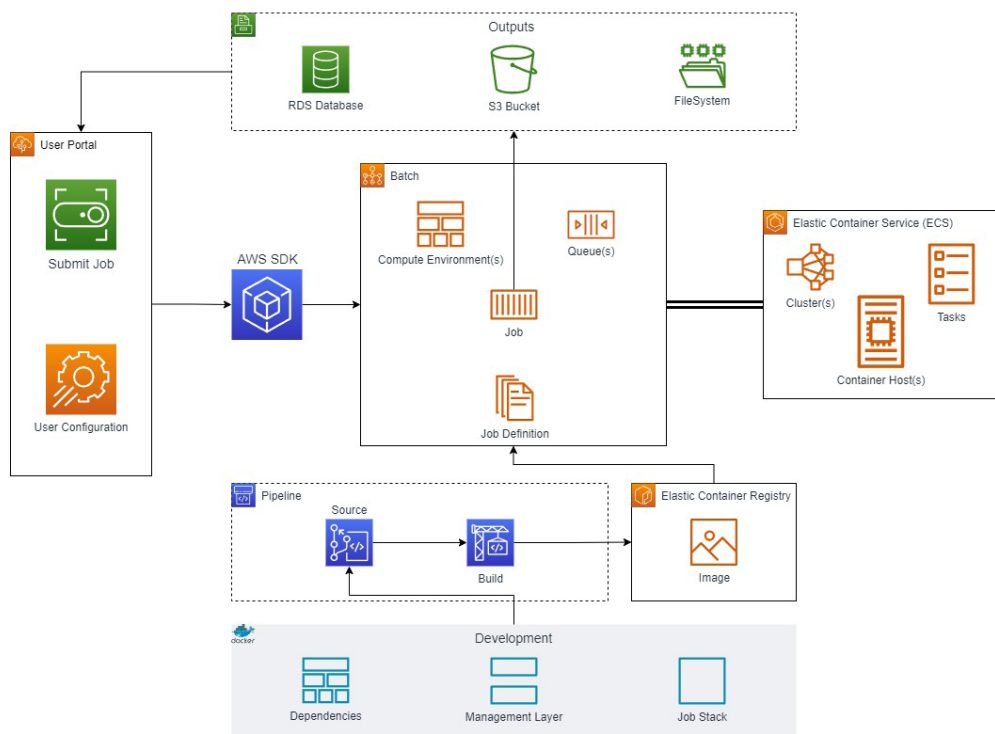 Outputs
RDS Database
S3 Bucket
FileSystem
User Portal
Submit Job
User Configuration
AWS SDK
Batch
Compute Environment(s)
Queue(s)
Job
Job Definition
Elastic Container Service (ECS)
Cluster(s)
Tasks
Container Host(s)
Pipeline
Source
Build
Elastic Container Registry
Image
docker
Development
Dependencies
Management Layer
Job Stack